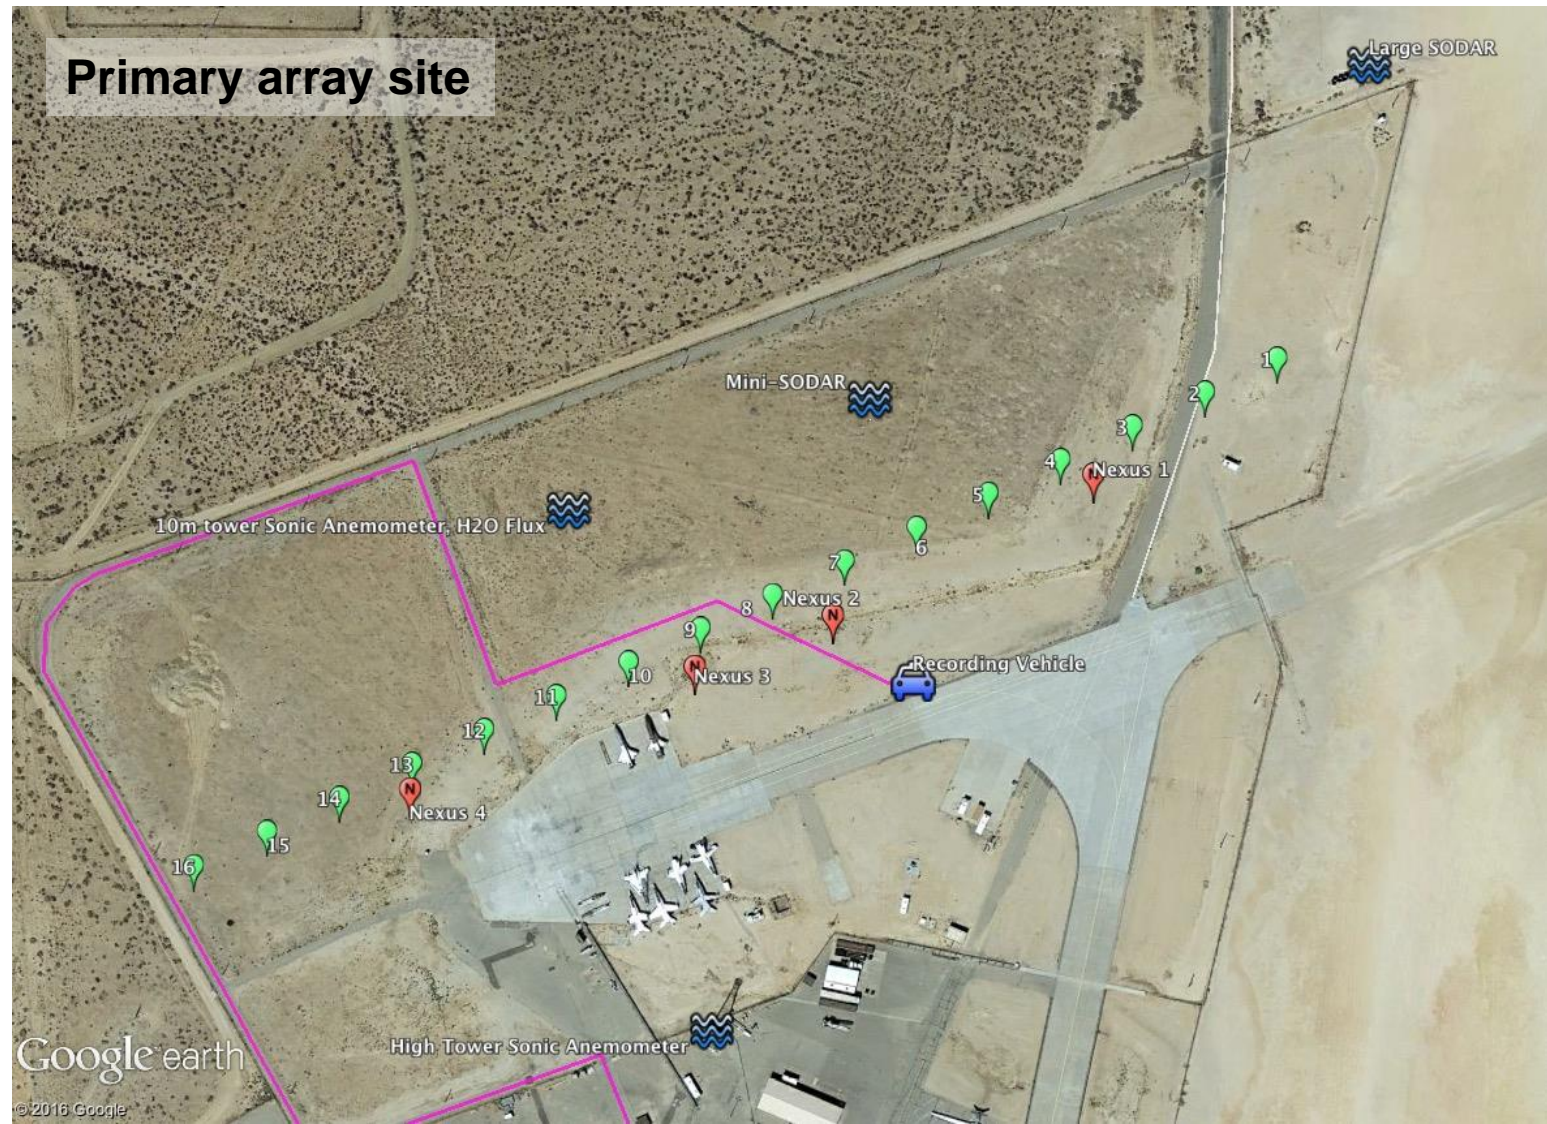 Large SODAR
Primary array site
1
Mini-SODAR
2
3
4
Nexus 1
5
10m tower Sonic Anemometer, H2O Flux
6
7
Nexus 2
8
9
N
Recording Vehicle
N
10
Nexus 3
11
12
13
N
14
Nexus 4
15
16
High Tower Sonic Anemometer
Google earth
© 2016 Google